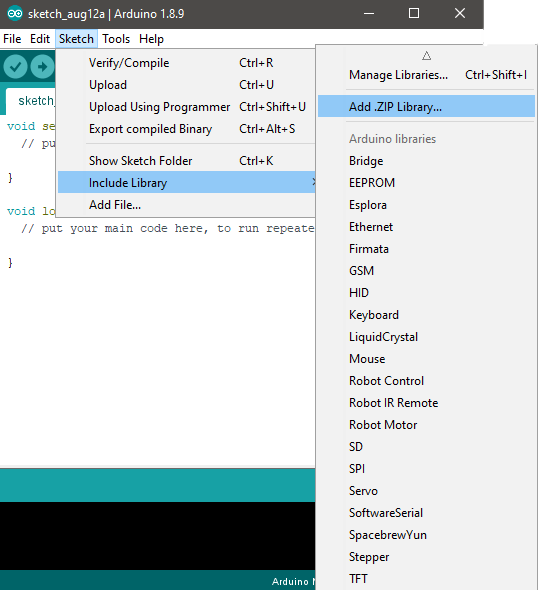 sketch_aug12a | Arduino 1.8.9
File Edit Sketch Tools Help
Verify/Compile Ctrl+R
Upload Ctrl+U
Upload Using Programmer Ctrl+Shift+U
Export compiled Binary Ctrl+Alt+S
Show Sketch Folder Ctrl+K
Include Library
Add File...
Manage Libraries... Ctrl+Shift+I
Add .ZIP Library...
Arduino libraries
Bridge
EEPROM
Esplora
Ethernet
Firmata
GSM
HID
Keyboard
LiquidCrystal
Mouse
Robot Control
Robot IR Remote
Robot Motor
SD
SPI
Servo
SoftwareSerial
SpacebrewYun
Stepper
TFT
sketch_
void se
// pu
}
void lo
// put your main code here, to run repeate
}
Arduino